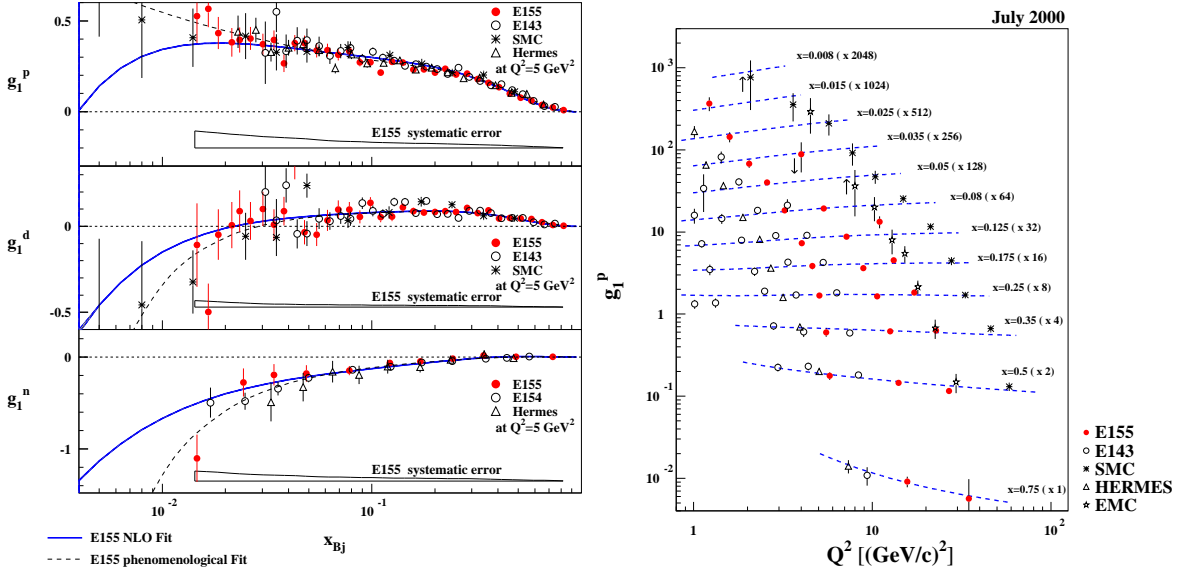 0.5
0
g₁ᵖ
E155
E143
SMC
Hermes
at Q²=5 GeV²
E155 systematic error
0
-0.5
g₁ᵈ
E155
E143
SMC
at Q²=5 GeV²
E155 systematic error
0
-1
g₁ⁿ
E155
E154
Hermes
at Q²=5 GeV²
E155 systematic error
10⁻²
10⁻¹
x_Bj
E155 NLO Fit
E155 phenomenological Fit
July 2000
g₁ᵖ
10³
10²
10
1
10⁻¹
10⁻²
x=0.008 ( x 2048)
x=0.015 ( x 1024)
x=0.025 ( x 512)
x=0.035 ( x 256)
x=0.05 ( x 128)
x=0.08 ( x 64)
x=0.125 ( x 32)
x=0.175 ( x 16)
x=0.25 ( x 8)
x=0.35 ( x 4)
x=0.5 ( x 2)
x=0.75 ( x 1)
1
10
10²
Q² [(GeV/c)²]
E155
E143
SMC
HERMES
EMC